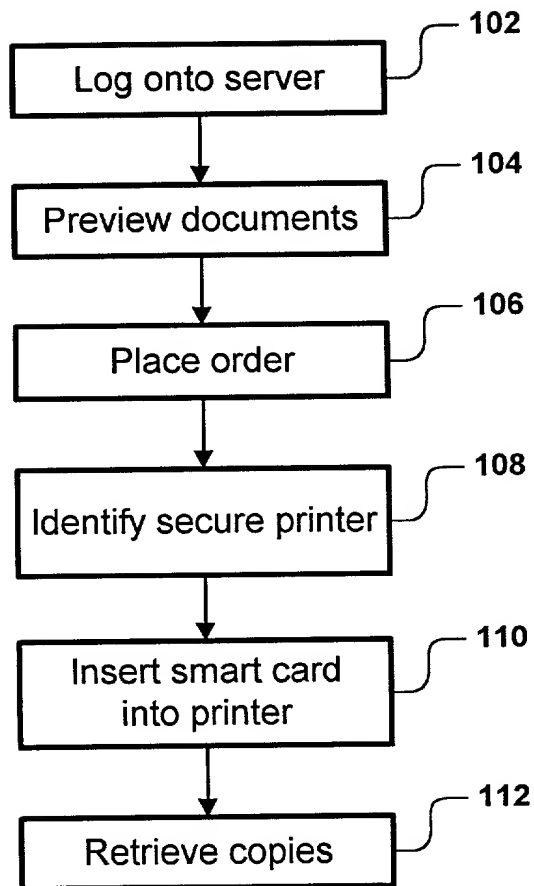 102
Log onto server
104
Preview documents
106
Place order
108
Identify secure printer
110
Insert smart card
into printer
112
Retrieve copies